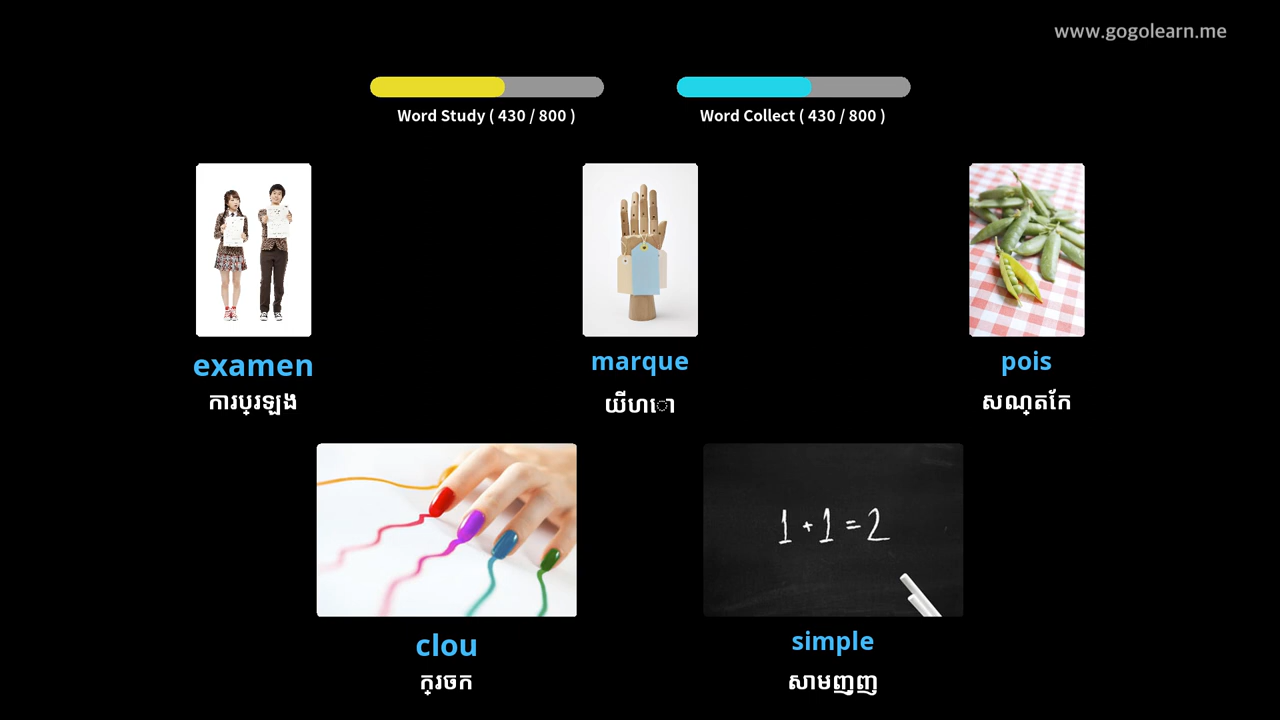 www.gogolearn.me
Word Study ( 430 / 800 )
Word Collect ( 430 / 800 )
examen
ការប្រឡង
marque
យីហោ
pois
សណ្តែក
1 + 1 = 2
clou
ក្រចក
simple
សាមញ្ញ